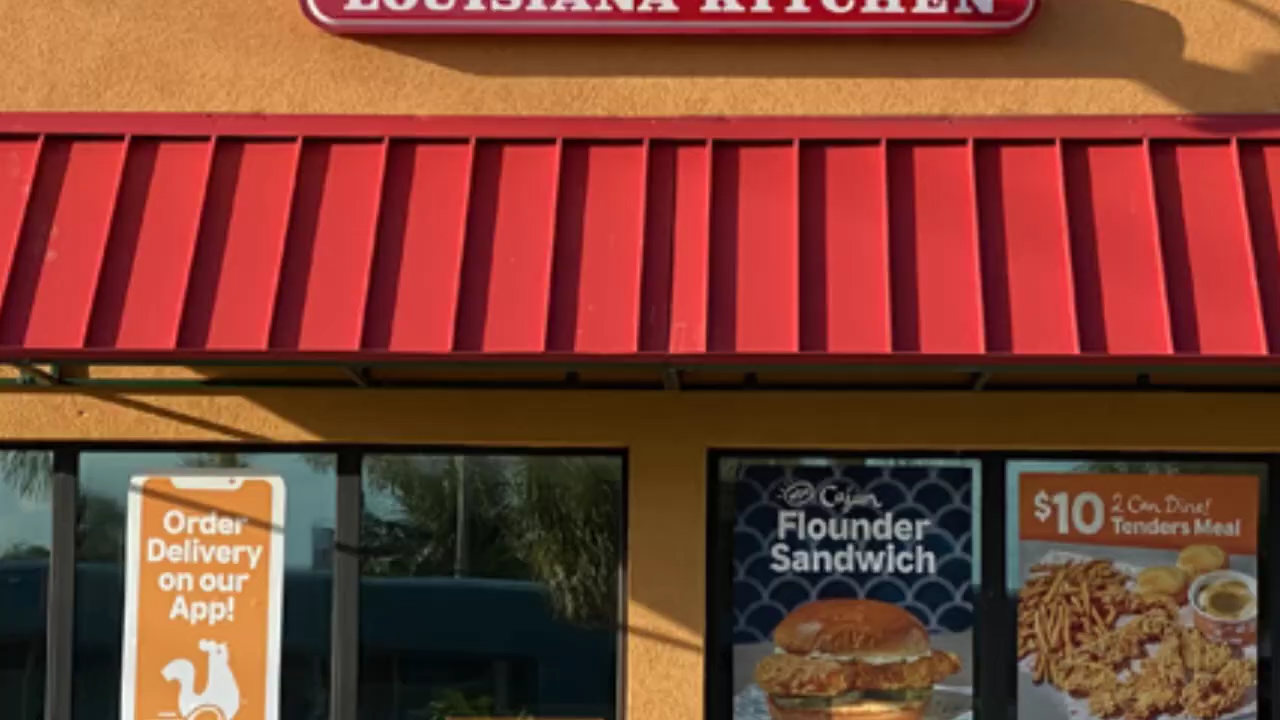 LOUISIANA KITCHEN
Order
Delivery
on our
App!
Cajun
Flounder
Sandwich
$10 2 Can Dine!
Tenders Meal